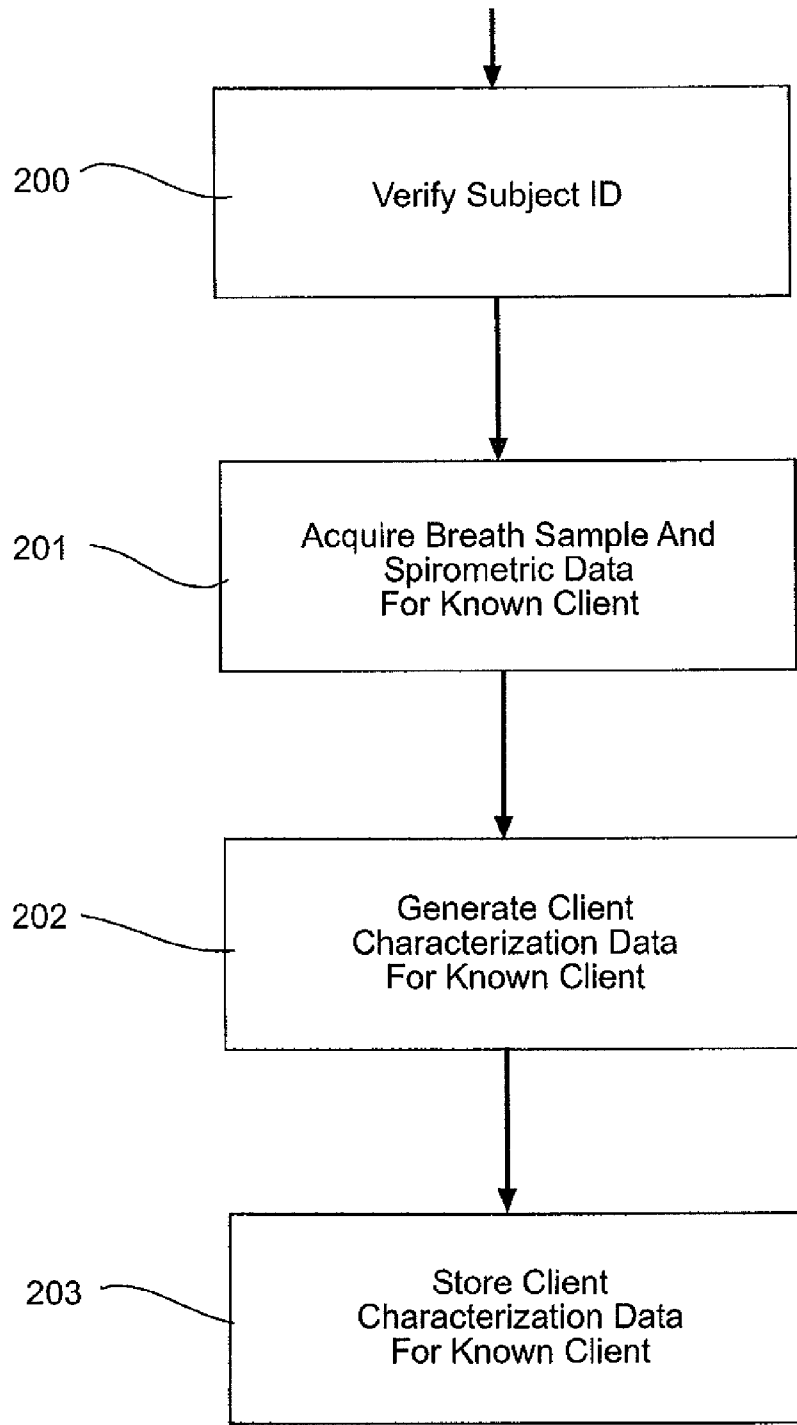 200
Verify Subject ID
201
Acquire Breath Sample And
Spirometric Data
For Known Client
202
Generate Client
Characterization Data
For Known Client
203
Store Client
Characterization Data
For Known Client